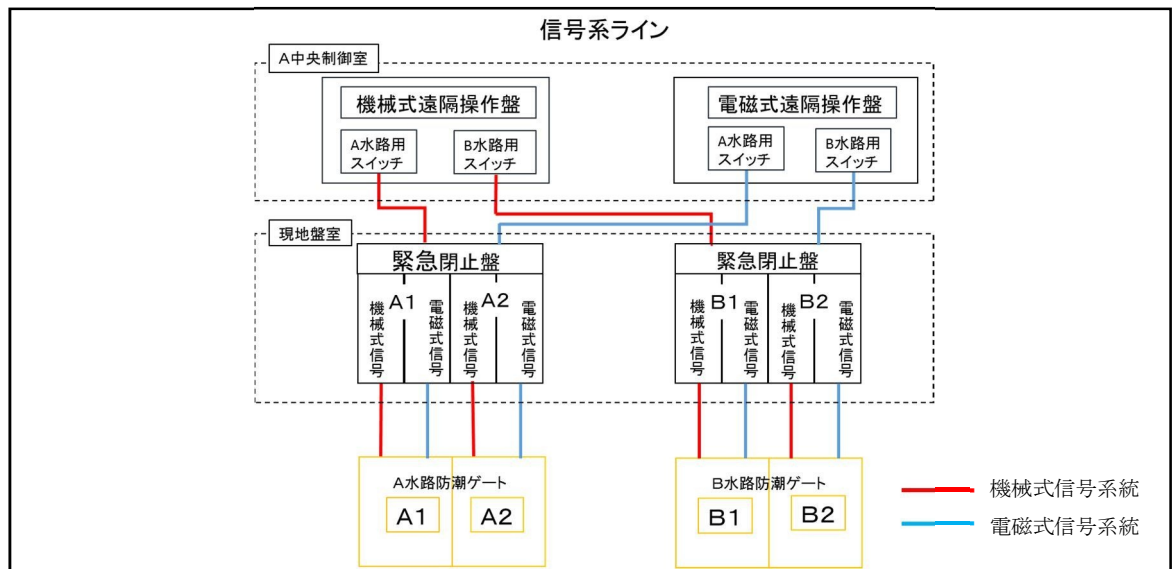 信号系ライン
A中央制御室
機械式遠隔操作盤
A水路用
スイッチ
B水路用
スイッチ
電磁式遠隔操作盤
A水路用
スイッチ
B水路用
スイッチ
現地盤室
緊急閉止盤
機械式信号
A1
電磁式信号
機械式信号
A2
電磁式信号
緊急閉止盤
機械式信号
B1
電磁式信号
機械式信号
B2
電磁式信号
A水路防潮ゲート
A1
A2
B水路防潮ゲート
B1
B2
機械式信号系統
電磁式信号系統